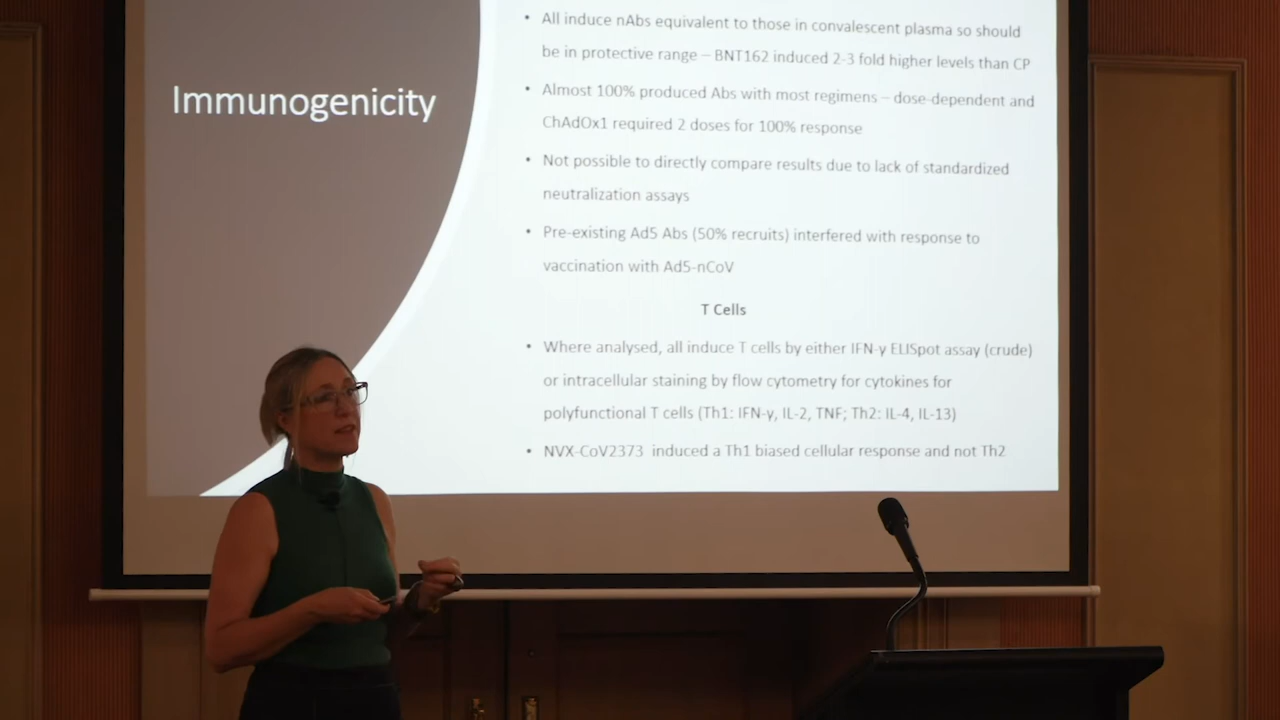 Immunogenicity
• All induce nAbs equivalent to those in convalescent plasma so should
be in protective range – BNT162 induced 2-3 fold higher levels than CP
• Almost 100% produced Abs with most regimens – dose-dependent and
ChAdOx1 required 2 doses for 100% response
• Not possible to directly compare results due to lack of standardized
neutralization assays
• Pre-existing Ad5 Abs (50% recruits) interfered with response to
vaccination with Ad5-nCoV
T Cells
• Where analysed, all induce T cells by either IFN-γ ELISpot assay (crude)
or intracellular staining by flow cytometry for cytokines for
polyfunctional T cells (Th1: IFN-γ, IL-2, TNF; Th2: IL-4, IL-13)
• NVX-CoV2373 induced a Th1 biased cellular response and not Th2